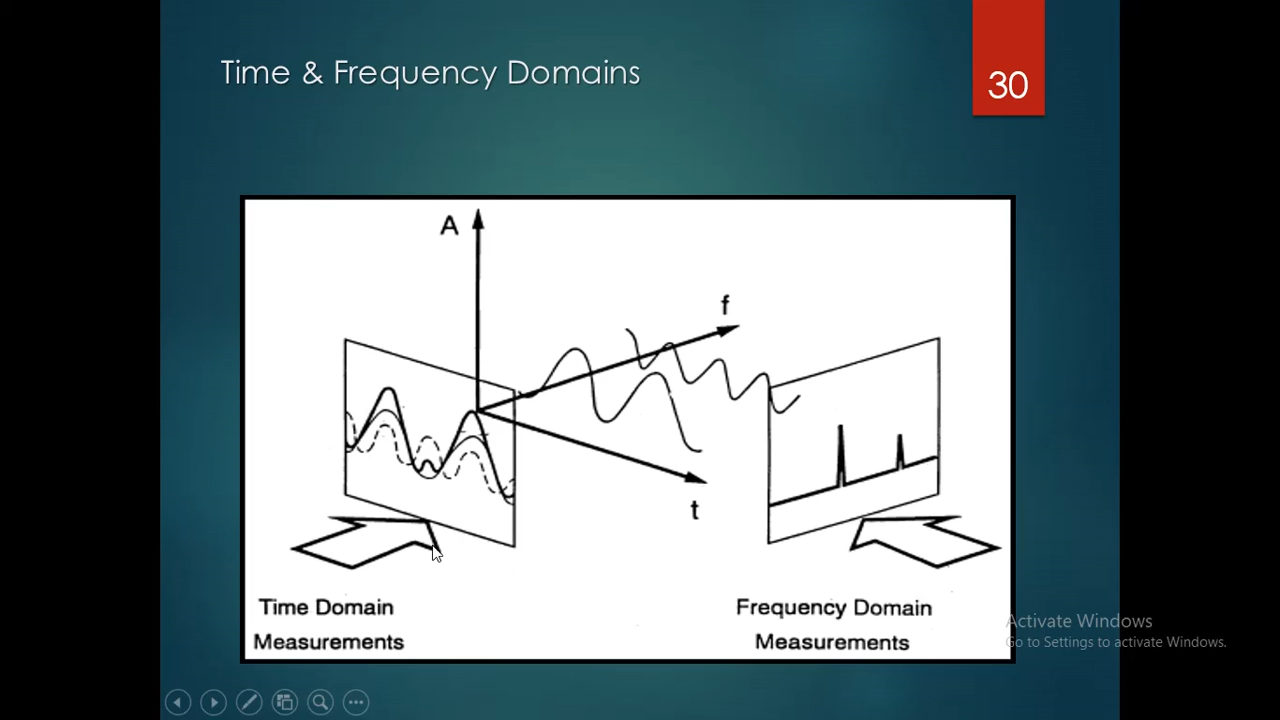 Time & Frequency Domains
30
A
f
t
Time Domain
Measurements
Frequency Domain
Measurements
Activate Windows
Go to Settings to activate Windows.